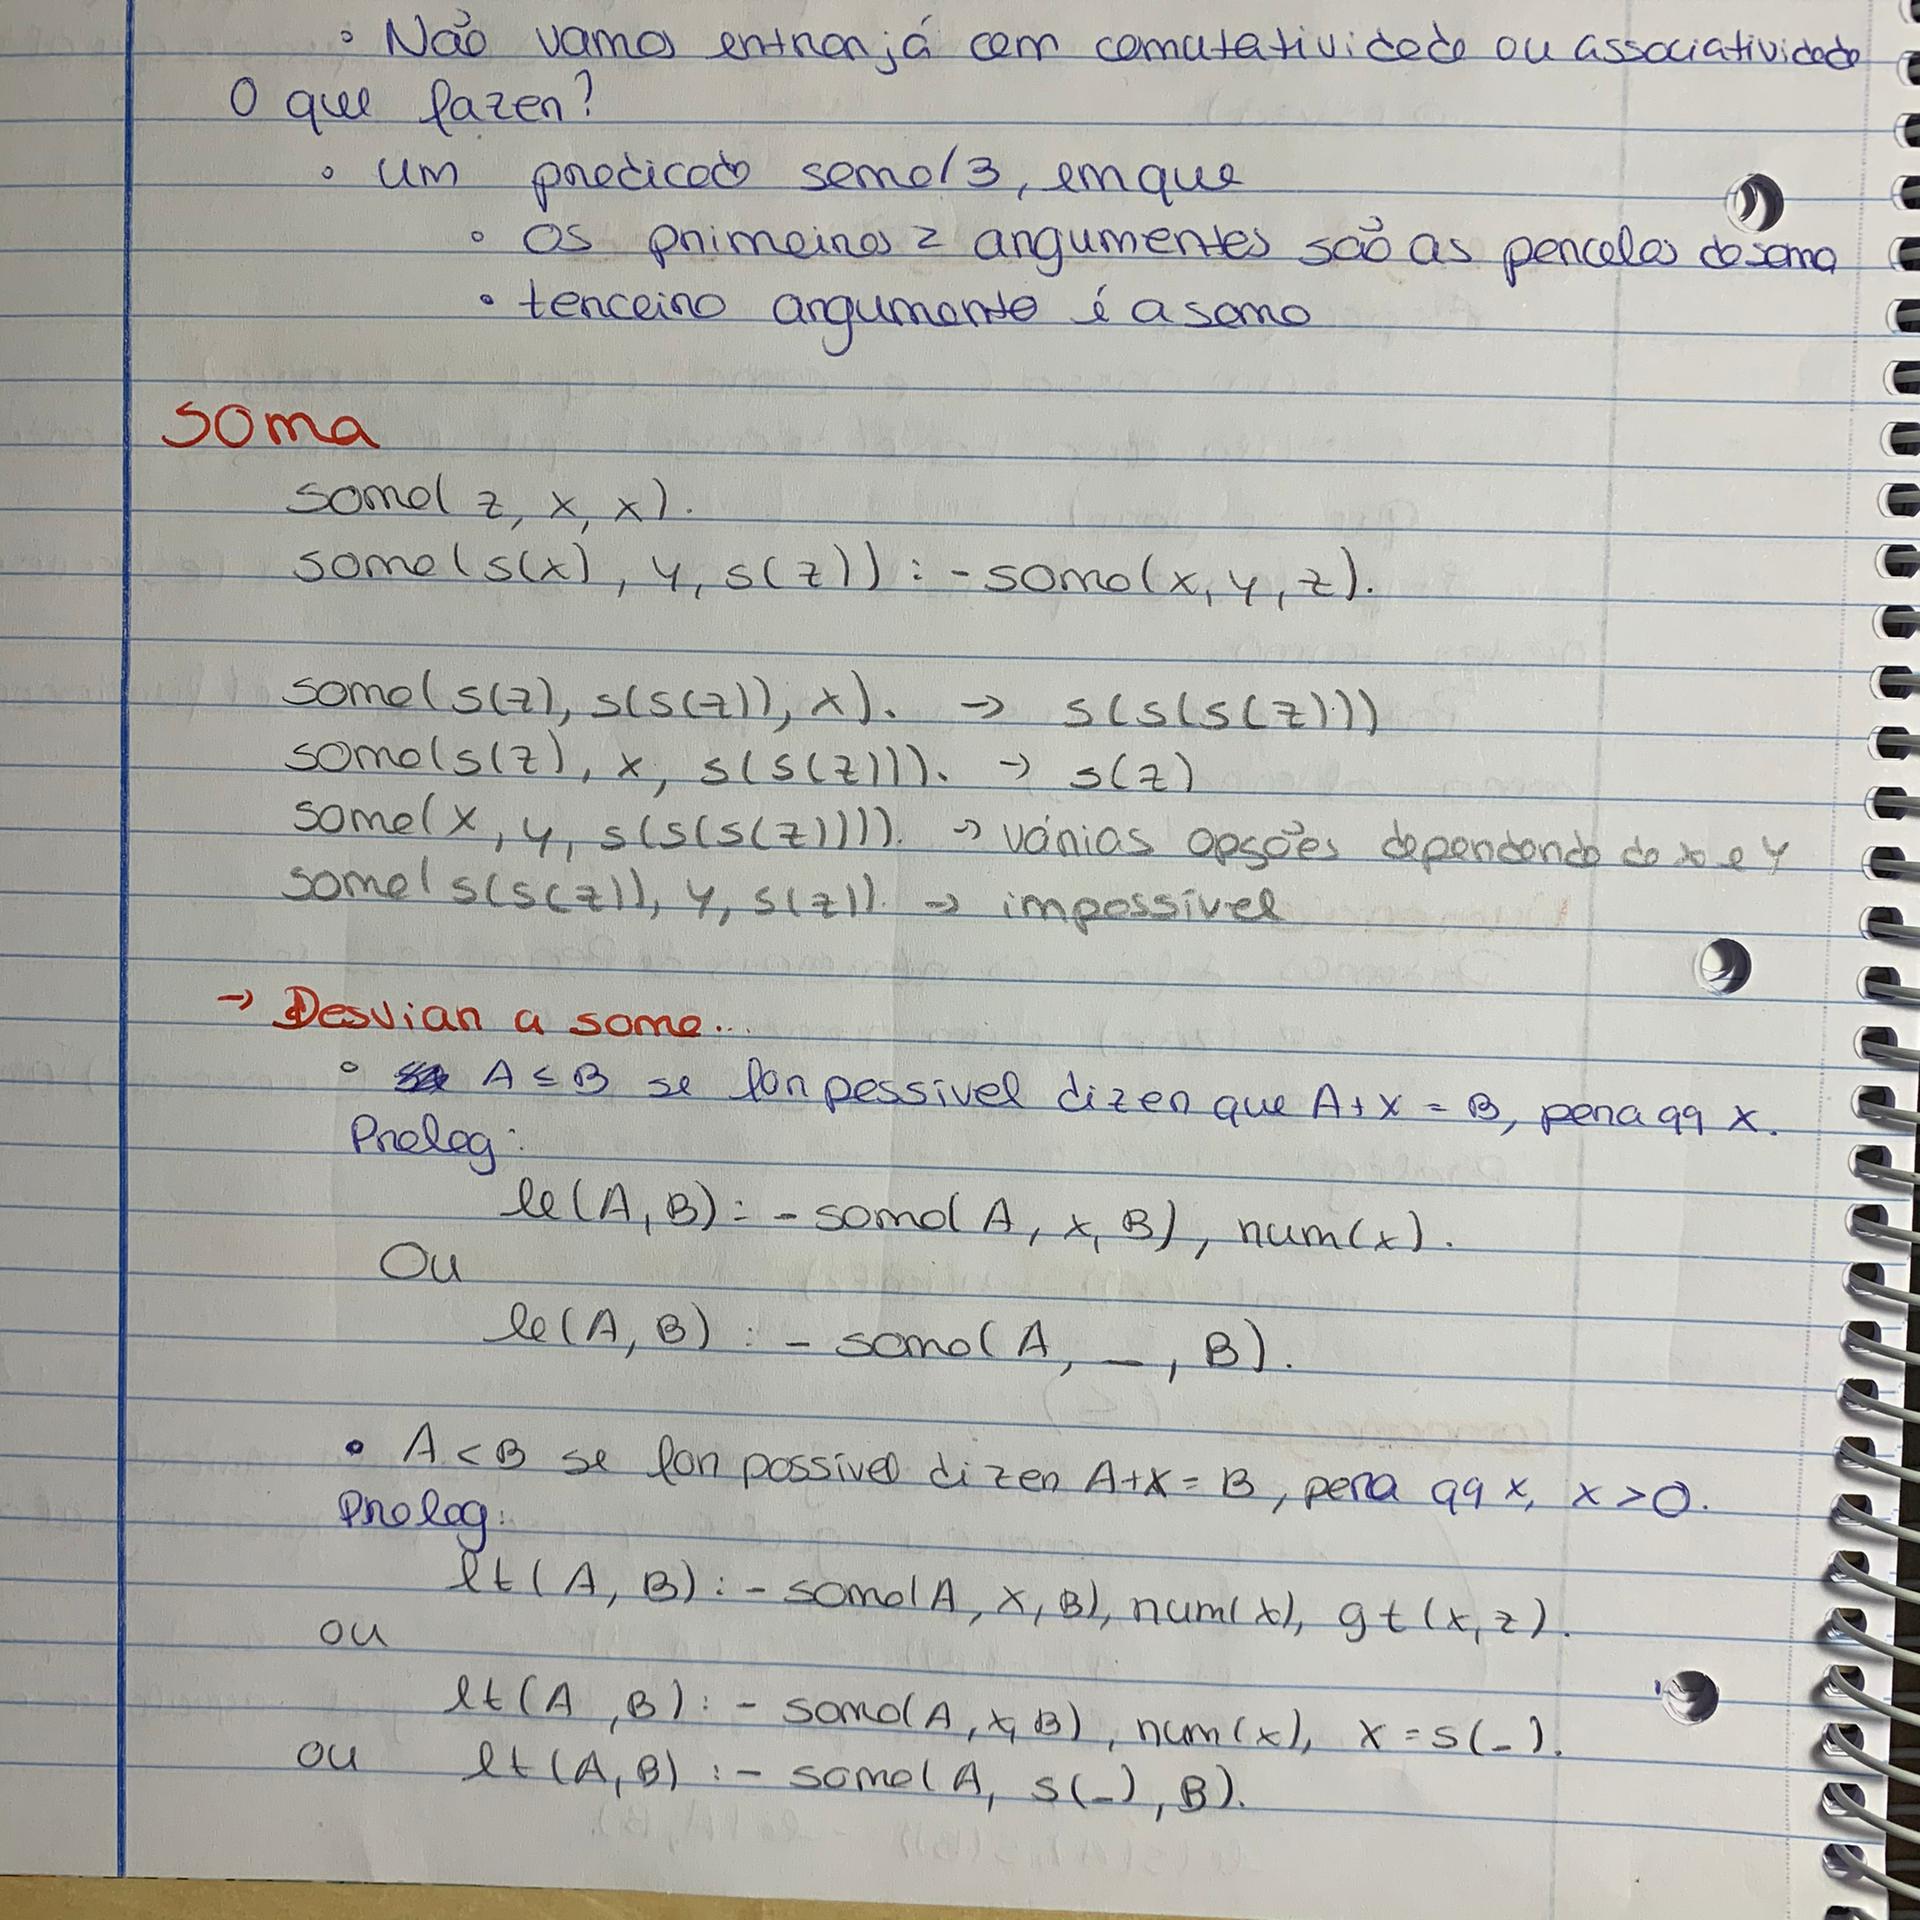 ◦ Não vamos entrar já com comutatividade ou associatividade
O que fazer?
◦ um predicado soma/3, em que
◦ os primeiros 2 argumentos são as parcelas da soma
• terceiro argumento é a soma
Soma
soma(z, x, x).
soma(s(x), y, s(z)) :- soma(x, y, z).
soma(s(z), s(s(z)), x). → s(s(s(z)))
soma(s(z), x, s(s(z))). → s(z)
soma(x, y, s(s(s(z)))). → várias opções dependendo do x e y
soma(s(s(z)), y, s(z)). → impossível
→ Desviar a soma...
◦ A ≤ B se for possível dizer que A+x = B, para qq x.
Prolog:
le(A, B) :- soma(A, x, B), num(x).
Ou
le(A, B) :- soma(A, _, B).
• A < B se for possível dizer A+x = B, para qq x, x > 0.
Prolog:
lt(A, B) :- soma(A, x, B), num(x), gt(x, z).
ou
lt(A, B) :- soma(A, x, B), num(x), x = s(_).
ou lt(A, B) :- soma(A, s(_), B).